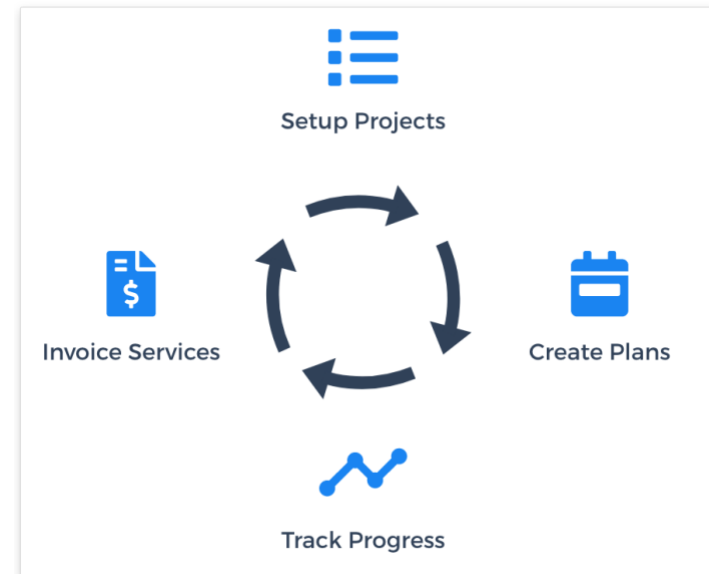 Setup Projects
Invoice Services
Create Plans
Track Progress